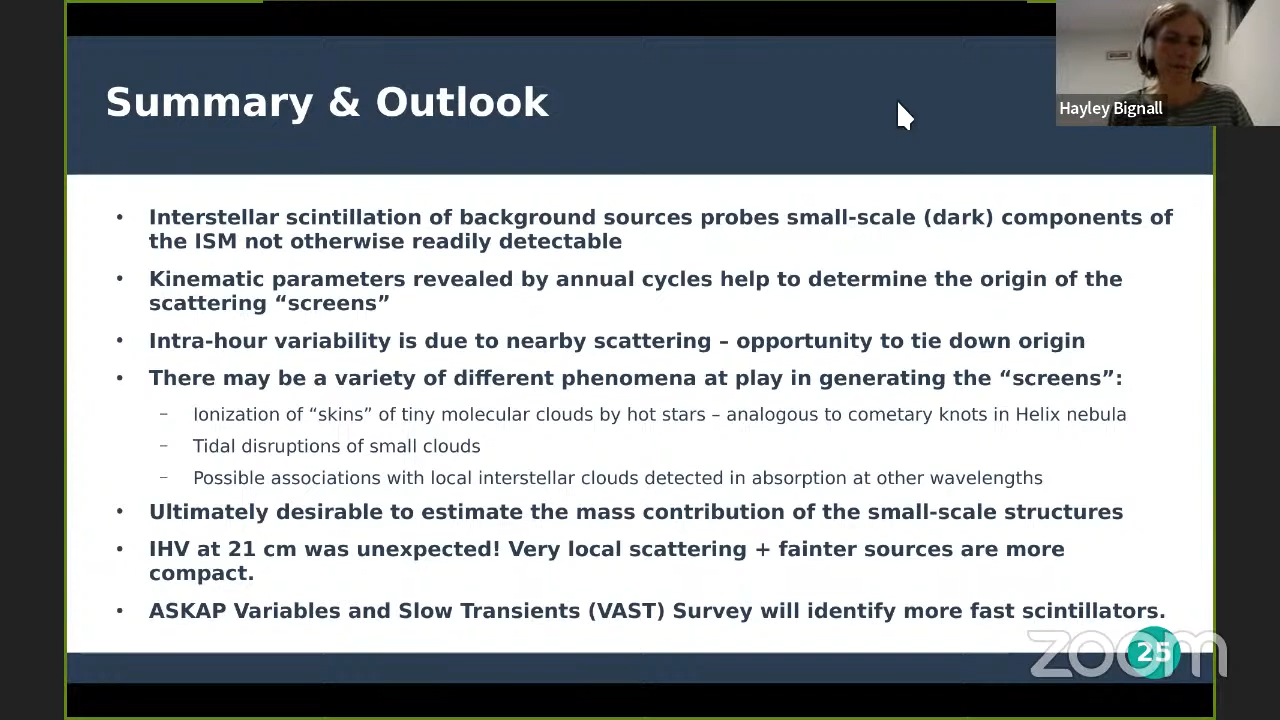 Summary & Outlook
Hayley Bignall
• Interstellar scintillation of background sources probes small-scale (dark) components of
the ISM not otherwise readily detectable
• Kinematic parameters revealed by annual cycles help to determine the origin of the
scattering “screens”
• Intra-hour variability is due to nearby scattering – opportunity to tie down origin
• There may be a variety of different phenomena at play in generating the “screens”:
– Ionization of “skins” of tiny molecular clouds by hot stars – analogous to cometary knots in Helix nebula
– Tidal disruptions of small clouds
– Possible associations with local interstellar clouds detected in absorption at other wavelengths
• Ultimately desirable to estimate the mass contribution of the small-scale structures
• IHV at 21 cm was unexpected! Very local scattering + fainter sources are more
compact.
• ASKAP Variables and Slow Transients (VAST) Survey will identify more fast scintillators.
zoom
25